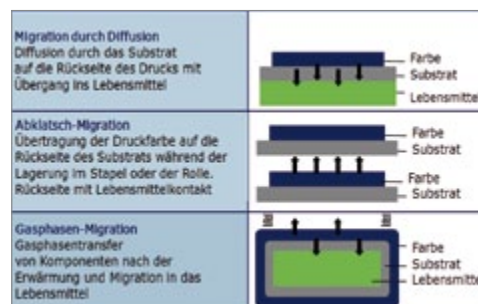 Migration durch Diffusion
Diffusion durch das Substrat
auf die Rückseite des Drucks mit
Übergang ins Lebensmittel
Farbe
Substrat
Lebensmittel
Abklatsch-Migration
Übertragung der Druckfarbe auf die
Rückseite des Substrats während der
Lagerung im Stapel oder der Rolle.
Rückseite mit Lebensmittelkontakt
Farbe
Substrat
Farbe
Substrat
Gasphasen-Migration
Gasphasentransfer
von Komponenten nach der
Erwärmung und Migration in das
Lebensmittel
Farbe
Substrat
Lebensmittel